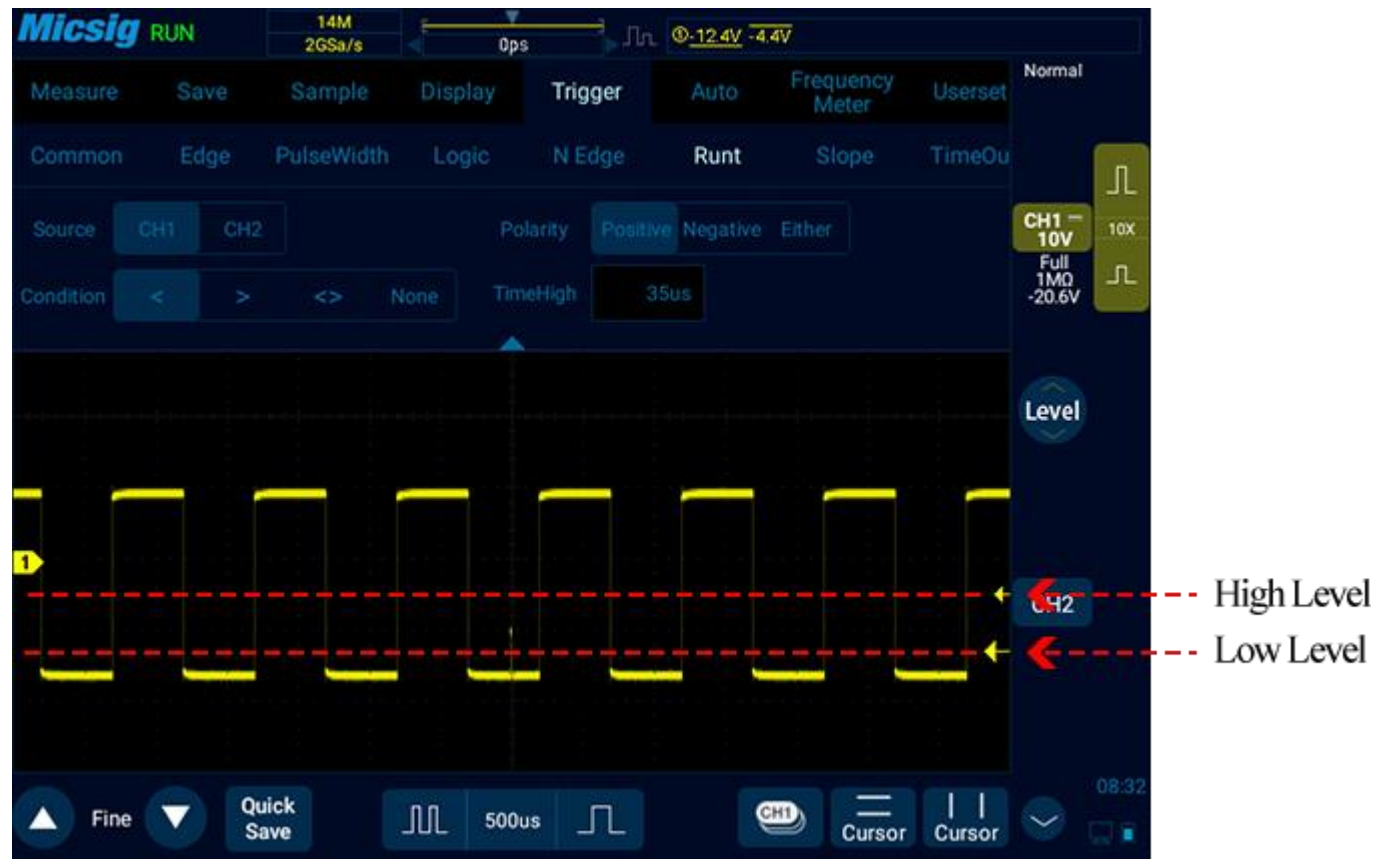 Micsig RUN 14M 0ps ①-12.4V -4.4V
2GSa/s
Measure Save Sample Display Trigger Auto Frequency Meter Userset Normal
Common Edge PulseWidth Logic N Edge Runt Slope TimeOu
Source CH1 CH2 Polarity Positive Negative Either
CH1 10V 10X
Full
1MΩ
-20.6V
Condition < > <> None TimeHigh 35us
Level
1
CH2 High Level
Low Level
08:32
Fine Quick Save 500us CH1 Cursor Cursor